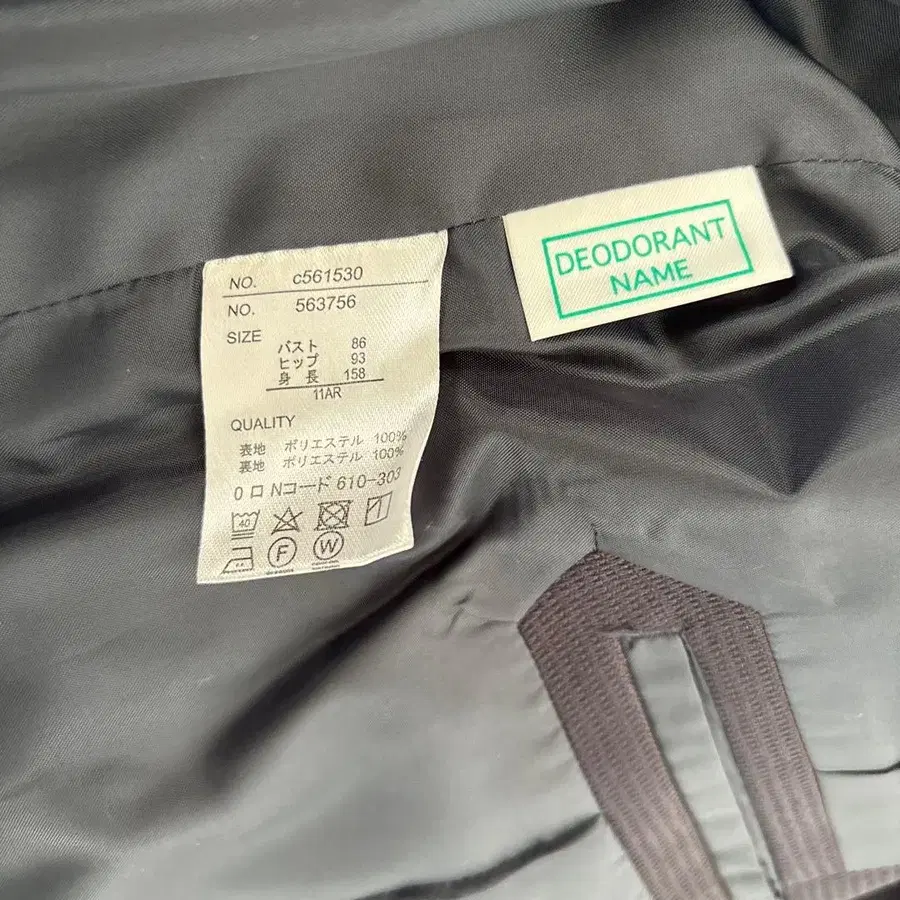 NO. c561530
NO. 563756
SIZE
バスト 86
ヒップ 93
身長 158
11AR
QUALITY
表地 ポリエステル 100%
裏地 ポリエステル 100%
0ロ Nコード 610-303
40
F W
DEODORANT
NAME